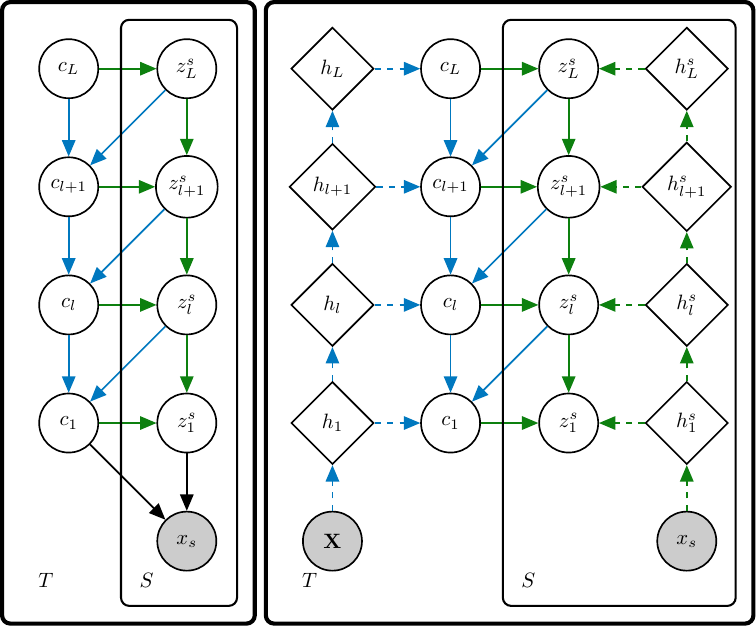 c_L z_L^s h_L c_L z_L^s h_L^s
c_{l+1} z_{l+1}^s h_{l+1} c_{l+1} z_{l+1}^s h_{l+1}^s
c_l z_l^s h_l c_l z_l^s h_l^s
c_1 z_1^s h_1 c_1 z_1^s h_1^s
x_s X x_s
T S T S